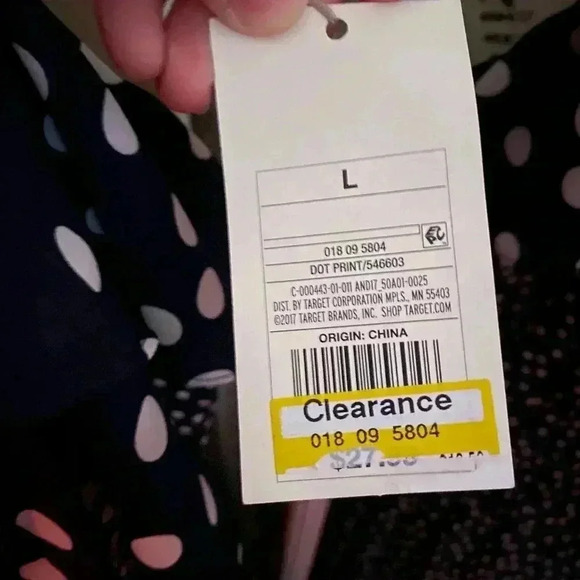 L
018 09 5804
DOT PRINT/546603
C-000443-01-011 AND17_50A01-0025
DIST. BY TARGET CORPORATION MPLS., MN 55403
©2017 TARGET BRANDS, INC. SHOP TARGET.COM
ORIGIN: CHINA
Clearance
018 09 5804